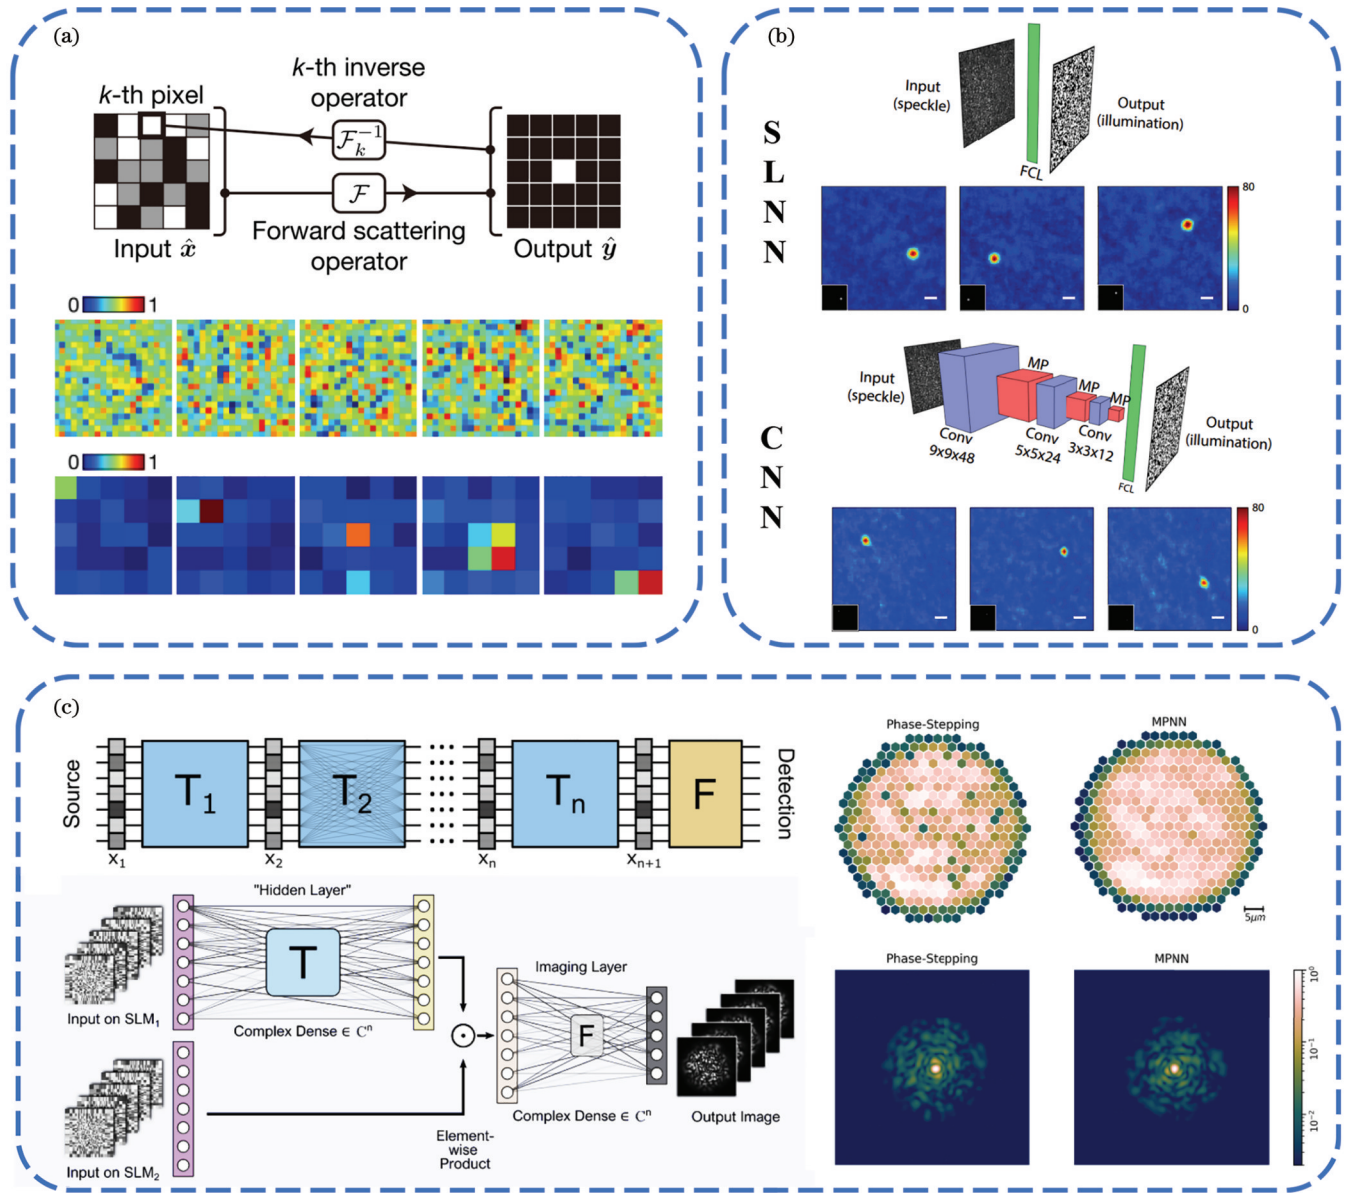 (a)
k-th pixel
k-th inverse
operator
ℱₖ⁻¹
ℱ
Input x̂
Forward scattering
operator
Output ŷ
0 1
0 1
(b)
S
L
N
N
Input
(speckle)
FCL
Output
(illumination)
80
0
C
N
N
Input
(speckle)
MP
MP
MP
Conv
9x9x48
Conv
5x5x24
Conv
3x3x12
FCL
Output
(illumination)
80
0
(c)
Source
T1
T2
Tn
F
Detection
x1
x2
xn
xn+1
"Hidden Layer"
T
Input on SLM1
Complex Dense ∈ ℂⁿ
Input on SLM2
Element-
wise
Product
Imaging Layer
F
Complex Dense ∈ ℂⁿ
Output Image
Phase-Stepping
MPNN
5μm
Phase-Stepping
MPNN
10⁰
10⁻¹
10⁻²